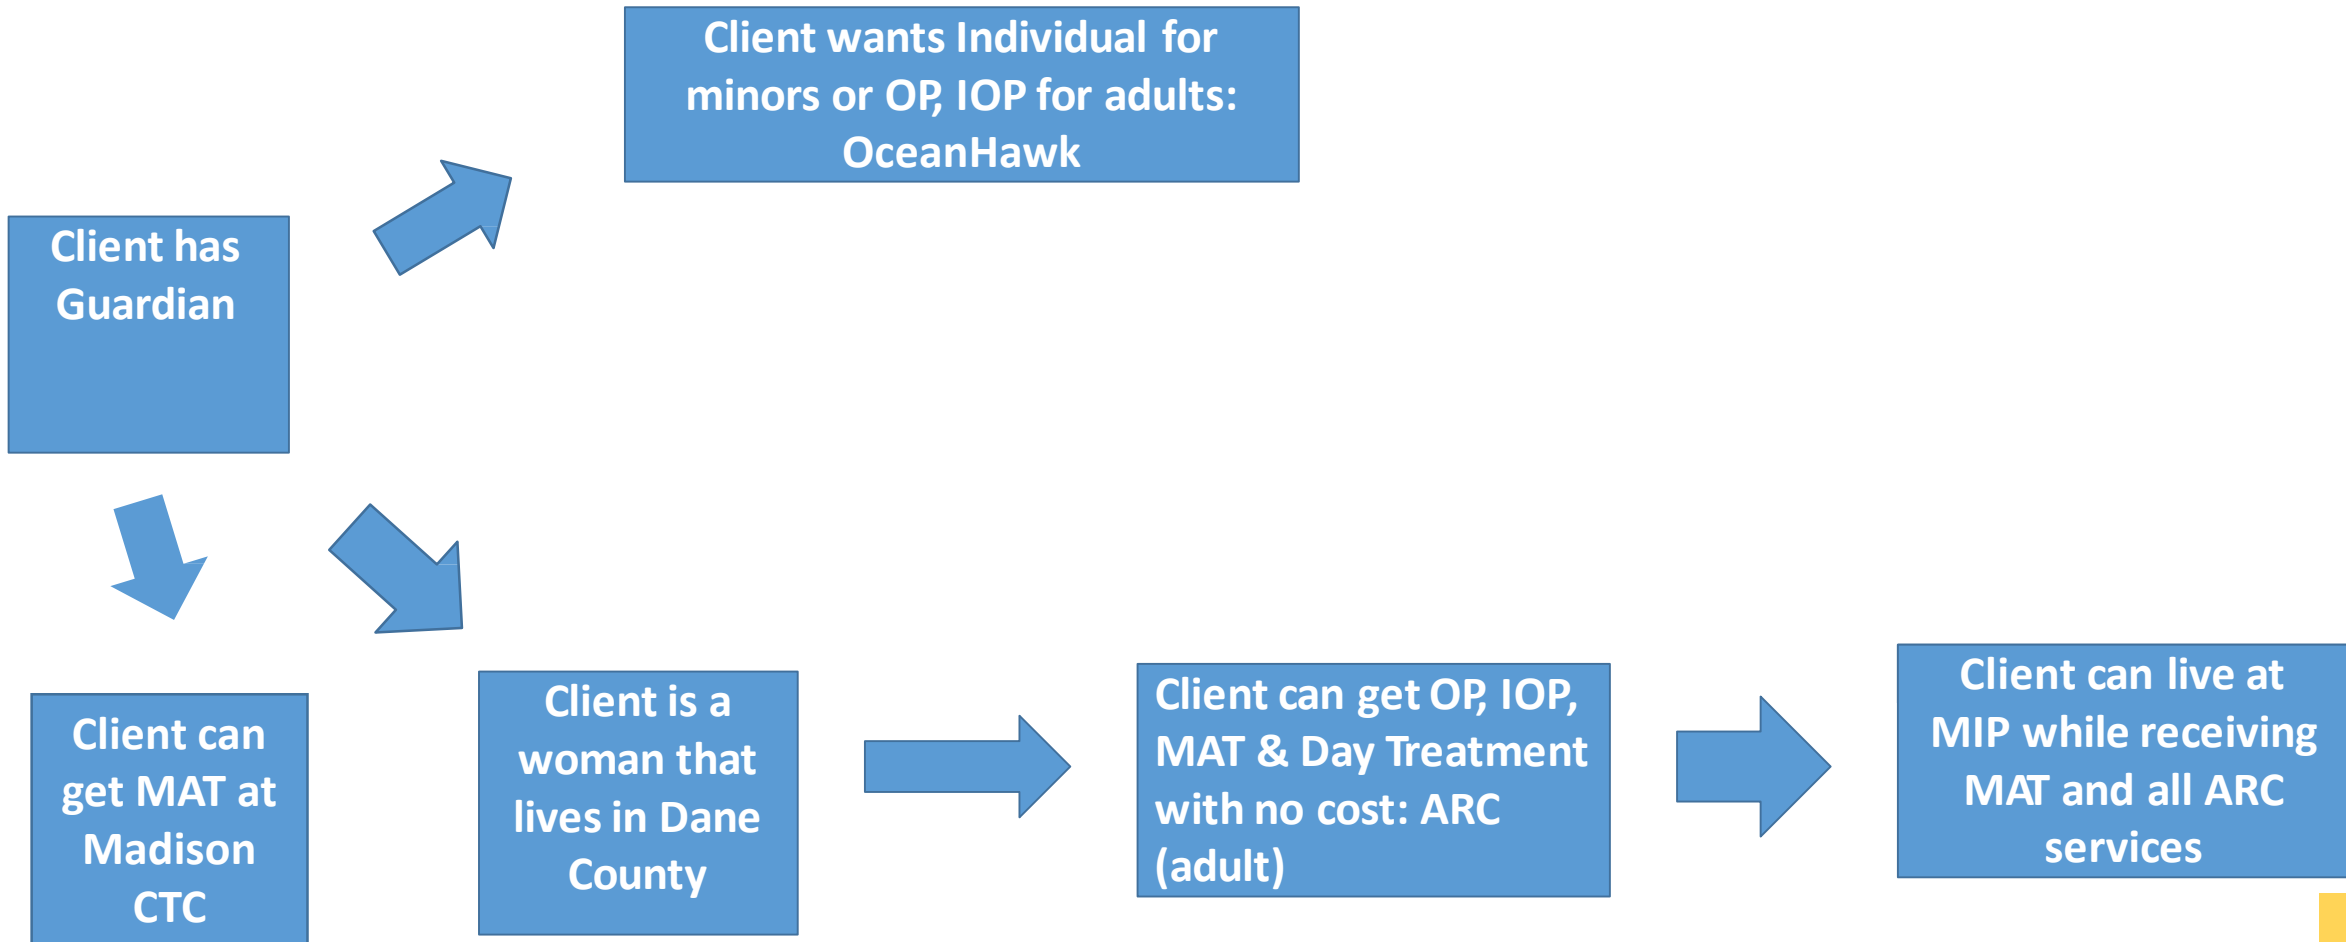 Client wants Individual for
minors or OP, IOP for adults:
OceanHawk
Client has
Guardian
Client can
get MAT at
Madison
CTC
Client is a
woman that
lives in Dane
County
Client can get OP, IOP,
MAT & Day Treatment
with no cost: ARC
(adult)
Client can live at
MIP while receiving
MAT and all ARC
services